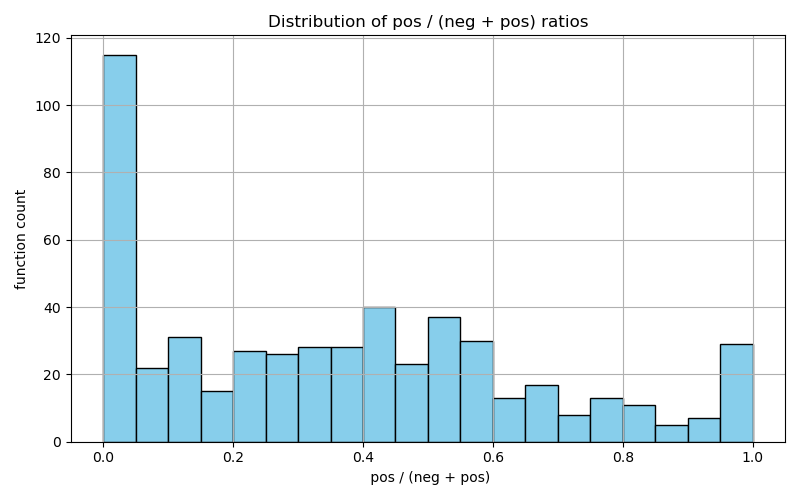 Distribution of pos / (neg + pos) ratios
120
100
80
60
40
20
0
function count
0.0 0.2 0.4 0.6 0.8 1.0
pos / (neg + pos)